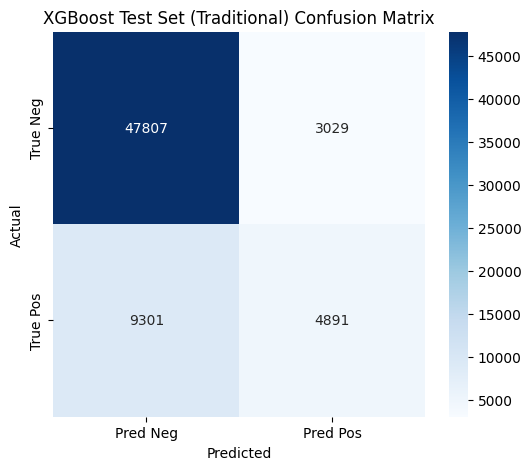 XGBoost Test Set (Traditional) Confusion Matrix
True Neg
47807
3029
True Pos
9301
4891
Actual
Pred Neg
Pred Pos
Predicted
45000
40000
35000
30000
25000
20000
15000
10000
5000